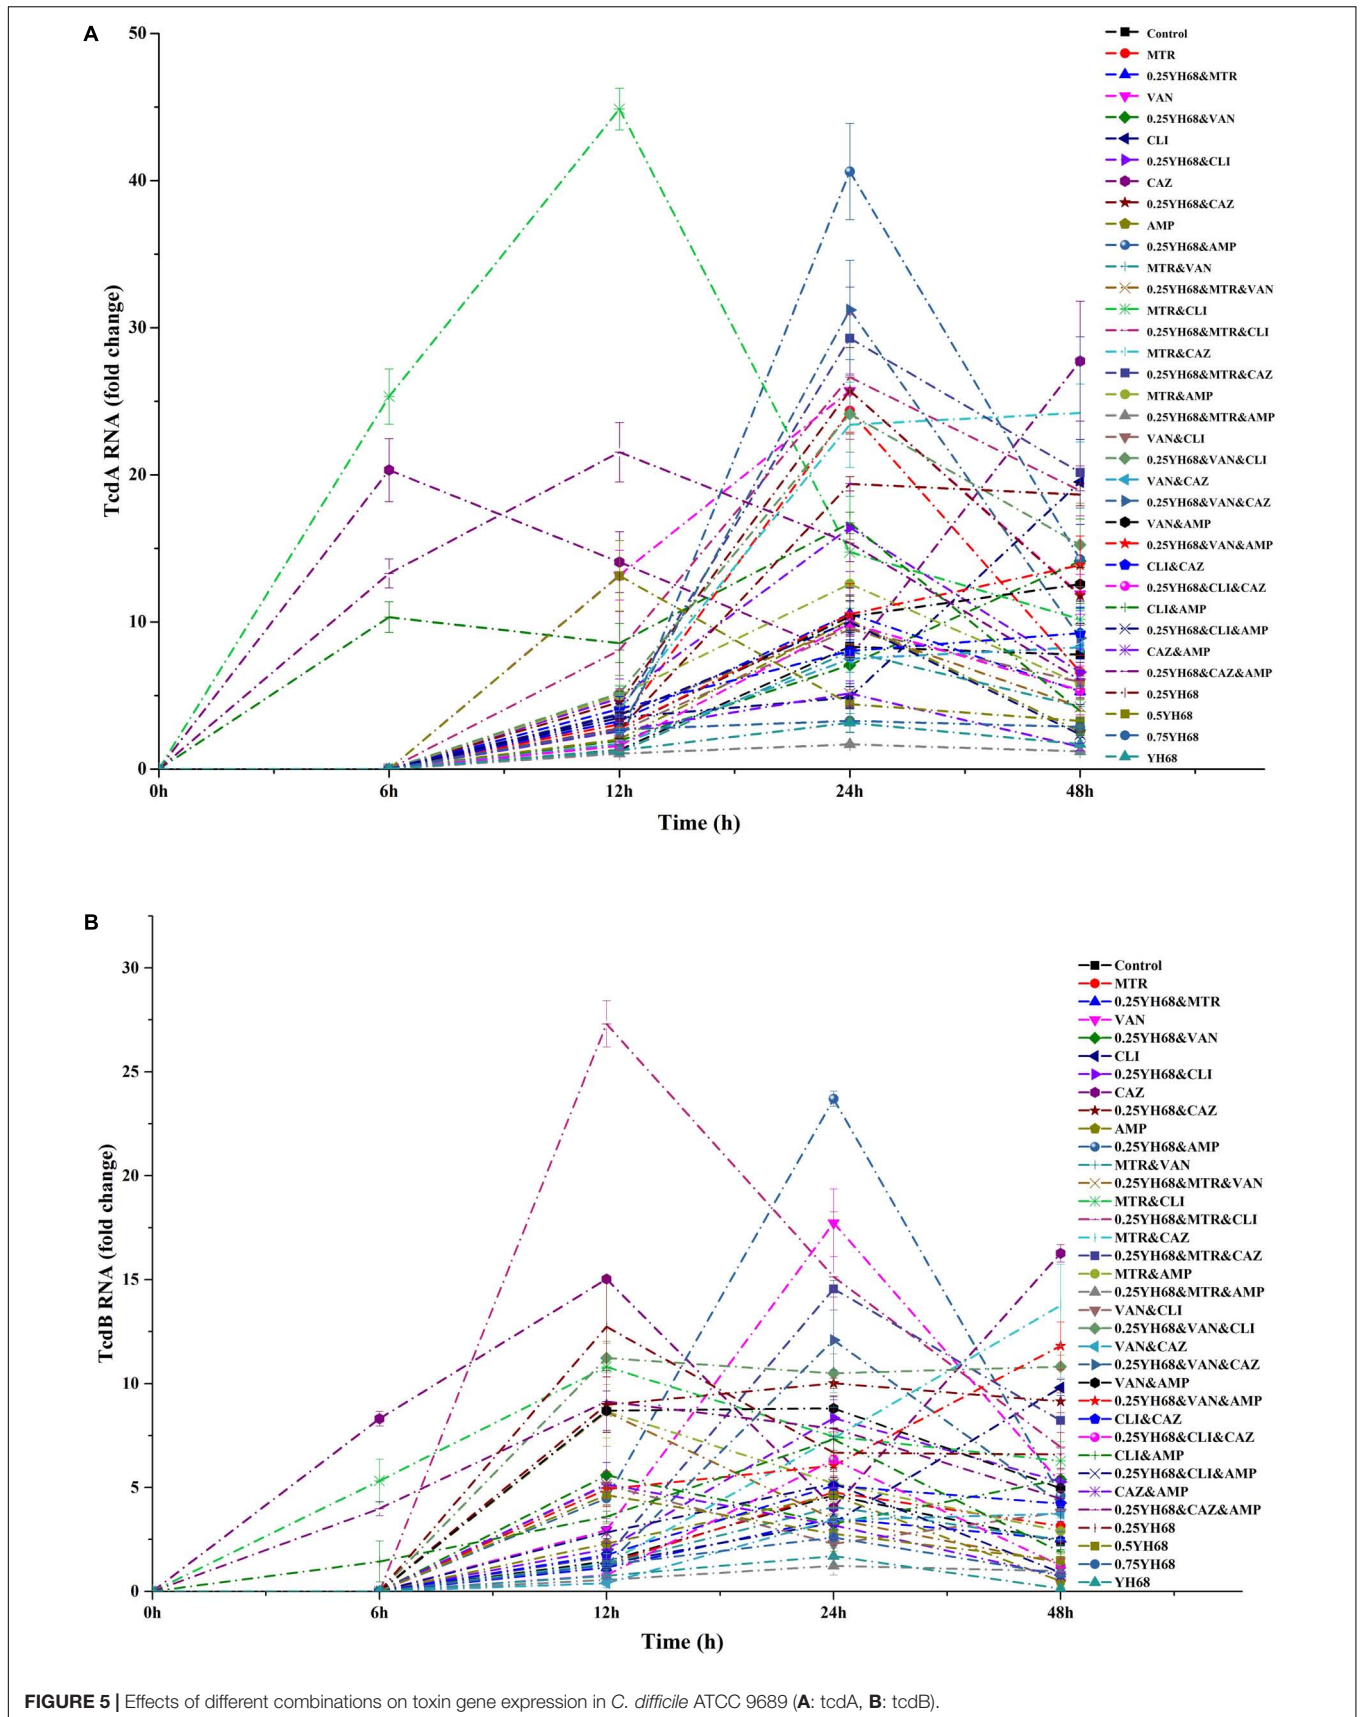 A
50
40
30
20
10
0
TcdA RNA (fold change)
0h 6h 12h 24h 48h
Time (h)
Control
MTR
0.25YH68&MTR
VAN
0.25YH68&VAN
CLI
0.25YH68&CLI
CAZ
0.25YH68&CAZ
AMP
0.25YH68&AMP
MTR&VAN
0.25YH68&MTR&VAN
MTR&CLI
0.25YH68&MTR&CLI
MTR&CAZ
0.25YH68&MTR&CAZ
MTR&AMP
0.25YH68&MTR&AMP
VAN&CLI
0.25YH68&VAN&CLI
VAN&CAZ
0.25YH68&VAN&CAZ
VAN&AMP
0.25YH68&VAN&AMP
CLI&CAZ
0.25YH68&CLI&CAZ
CLI&AMP
0.25YH68&CLI&AMP
CAZ&AMP
0.25YH68&CAZ&AMP
0.25YH68
0.5YH68
0.75YH68
YH68
B
30
25
20
15
10
5
0
TcdB RNA (fold change)
0h 6h 12h 24h 48h
Time (h)
Control
MTR
0.25YH68&MTR
VAN
0.25YH68&VAN
CLI
0.25YH68&CLI
CAZ
0.25YH68&CAZ
AMP
0.25YH68&AMP
MTR&VAN
0.25YH68&MTR&VAN
MTR&CLI
0.25YH68&MTR&CLI
MTR&CAZ
0.25YH68&MTR&CAZ
MTR&AMP
0.25YH68&MTR&AMP
VAN&CLI
0.25YH68&VAN&CLI
VAN&CAZ
0.25YH68&VAN&CAZ
VAN&AMP
0.25YH68&VAN&AMP
CLI&CAZ
0.25YH68&CLI&CAZ
CLI&AMP
0.25YH68&CLI&AMP
CAZ&AMP
0.25YH68&CAZ&AMP
0.25YH68
0.5YH68
0.75YH68
YH68
FIGURE 5 | Effects of different combinations on toxin gene expression in C. difficile ATCC 9689 (A: tcdA, B: tcdB).